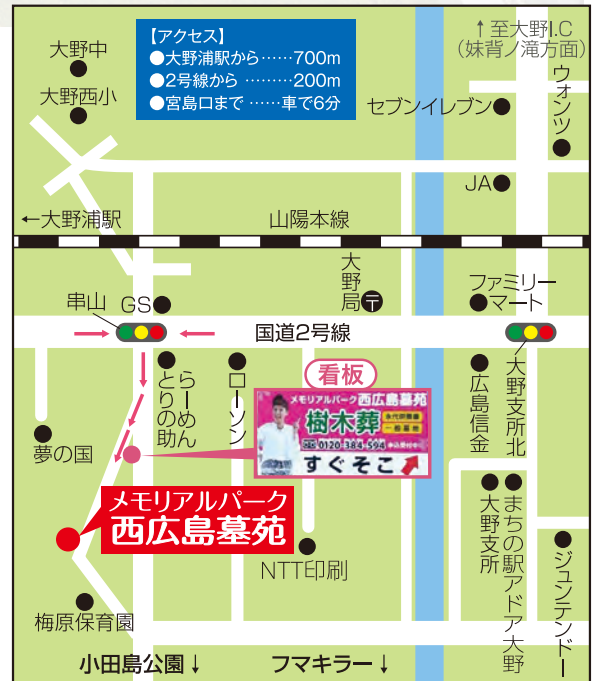 【アクセス】
●大野浦駅から……700m
●2号線から ………200m
●宮島口まで ……車で6分
↑至大野I.C
(妹背ノ滝方面)
大野中
大野西小
セブンイレブン
ウォンツ
JA
←大野浦駅
山陽本線
大野局
〒
ファミリー
マート
串山
GS
国道2号線
らーめん
とりの助
ローソン
看板
メモリアルパーク西広島墓苑
樹木葬
永代供養墓
一般墓地
0120-384-594
すぐそこ
広島信金
大野支所北
夢の国
メモリアルパーク
西広島墓苑
大野支所
まちの駅アドア大野
ジュンテンドー
NTT印刷
梅原保育園
小田島公園↓
フマキラー↓